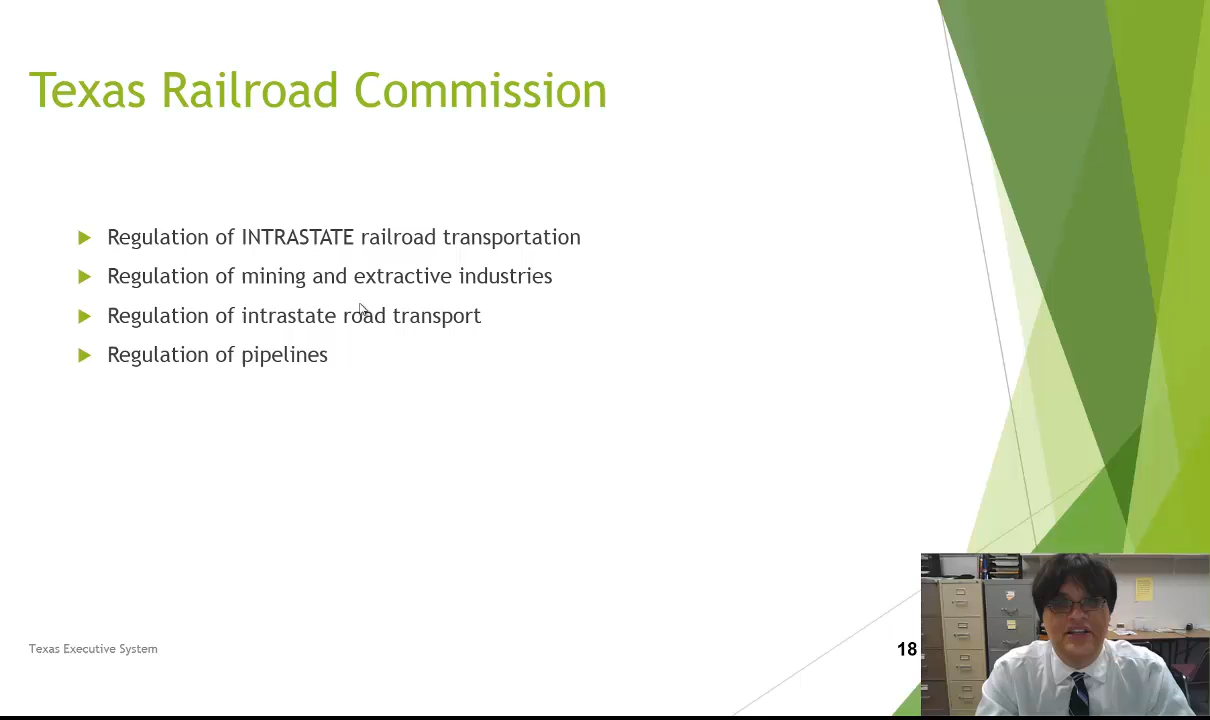 Texas Railroad Commission
Regulation of INTRASTATE railroad transportation
Regulation of mining and extractive industries
Regulation of intrastate road transport
Regulation of pipelines
Texas Executive System
18